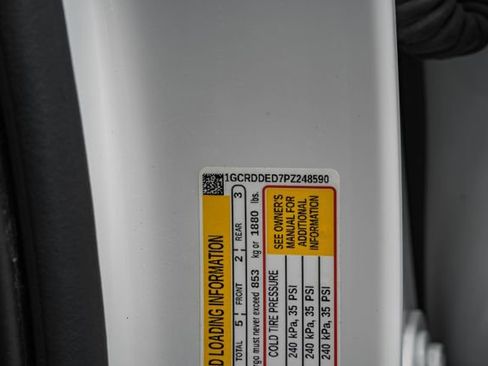 1GCRDDED7PZ248590
D LOADING INFORMATION
TOTAL 5 FRONT 2 REAR 3
rgo must never exceed 853 kg or 1880 lbs.
COLD TIRE PRESSURE
240 kPa, 35 PSI
240 kPa, 35 PSI
240 kPa, 35 PSI
SEE OWNER'S
MANUAL FOR
ADDITIONAL
INFORMATION